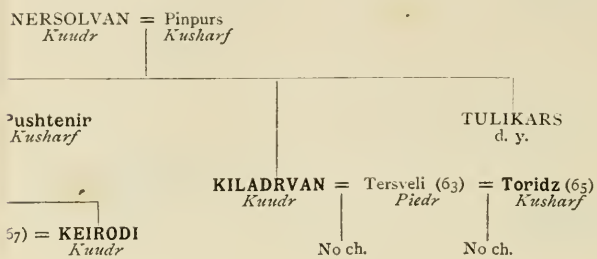 NERSOLVAN = Pinpurs
Kuudr Kusharf
Pushtenir TULIKARS
Kusharf d. y.
KILADRVAN = Tersveli (63) = Toridz (65)
Kuudr Piedr Kusharf
67) = KEIRODI
Kuudr No ch. No ch.